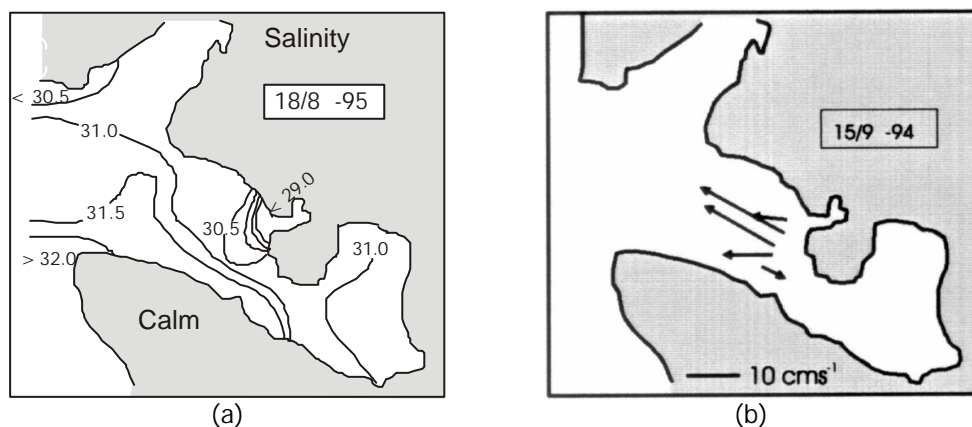 Salinity
18/8 -95
< 30.5
31.0
31.5
30.5
< 29.0
31.0
> 32.0
Calm
(a)
15/9 -94
10 cms⁻¹
(b)